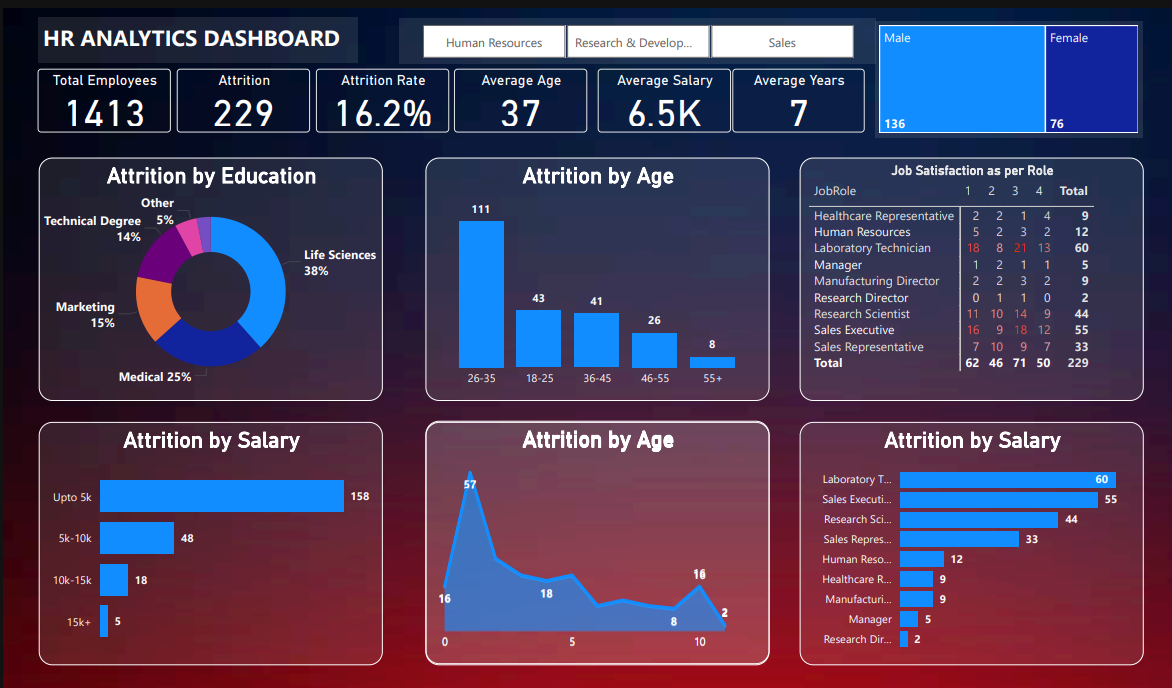 HR ANALYTICS DASHBOARD
Human Resources
Research & Develop...
Sales
Male
136
Female
76
Total Employees
1413
Attrition
229
Attrition Rate
16.2%
Average Age
37
Average Salary
6.5K
Average Years
7
Attrition by Education
Other
5%
Technical Degree
14%
Life Sciences
38%
Marketing
15%
Medical 25%
Attrition by Age
111
43
41
26
8
26-35 18-25 36-45 46-55 55+
Job Satisfaction as per Role
JobRole 1 2 3 4 Total
Healthcare Representative 2 2 1 4 9
Human Resources 5 2 3 2 12
Laboratory Technician 18 8 21 13 60
Manager 1 2 1 1 5
Manufacturing Director 2 2 3 2 9
Research Director 0 1 1 0 2
Research Scientist 11 10 14 9 44
Sales Executive 16 9 18 12 55
Sales Representative 7 10 9 7 33
Total 62 46 71 50 229
Attrition by Salary
Upto 5k 158
5k-10k 48
10k-15k 18
15k+ 5
Attrition by Age
57
16
18
8
16
2
0 5 10
Attrition by Salary
Laboratory T... 60
Sales Executi... 55
Research Sci... 44
Sales Repres... 33
Human Reso... 12
Healthcare R... 9
Manufacturi... 9
Manager 5
Research Dir... 2